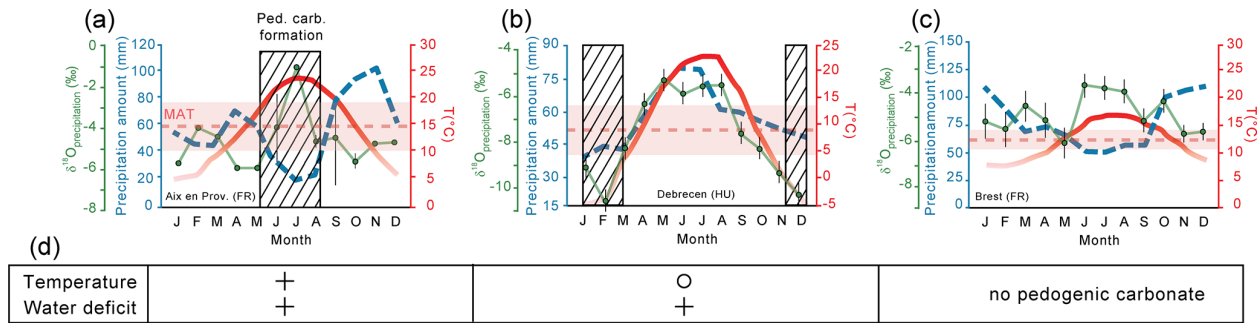 (a)
Ped. carb.
formation
(b)
(c)
δ18Oprecipitation (‰)
0
-2
-4
-6
-8
Precipitation amount (mm)
120
100
80
60
40
20
0
MAT
Aix en Prov. (FR)
30
25
20
15
10
5
0
T(°C)
J F M A M J J A S O N D
Month
δ18Oprecipitation (‰)
-4
-6
-8
-10
Precipitation amount (mm)
90
75
60
45
30
15
Debrecen (HU)
25
20
15
10
5
0
-5
T(°C)
J F M A M J J A S O N D
Month
δ18Oprecipitation (‰)
-2
-4
-6
-8
Precipitation amount (mm)
150
125
100
75
50
25
0
Brest (FR)
30
25
20
15
10
5
0
T(°C)
J F M A M J J A S O N D
Month
(d)
Temperature + O
Water deficit + +
no pedogenic carbonate